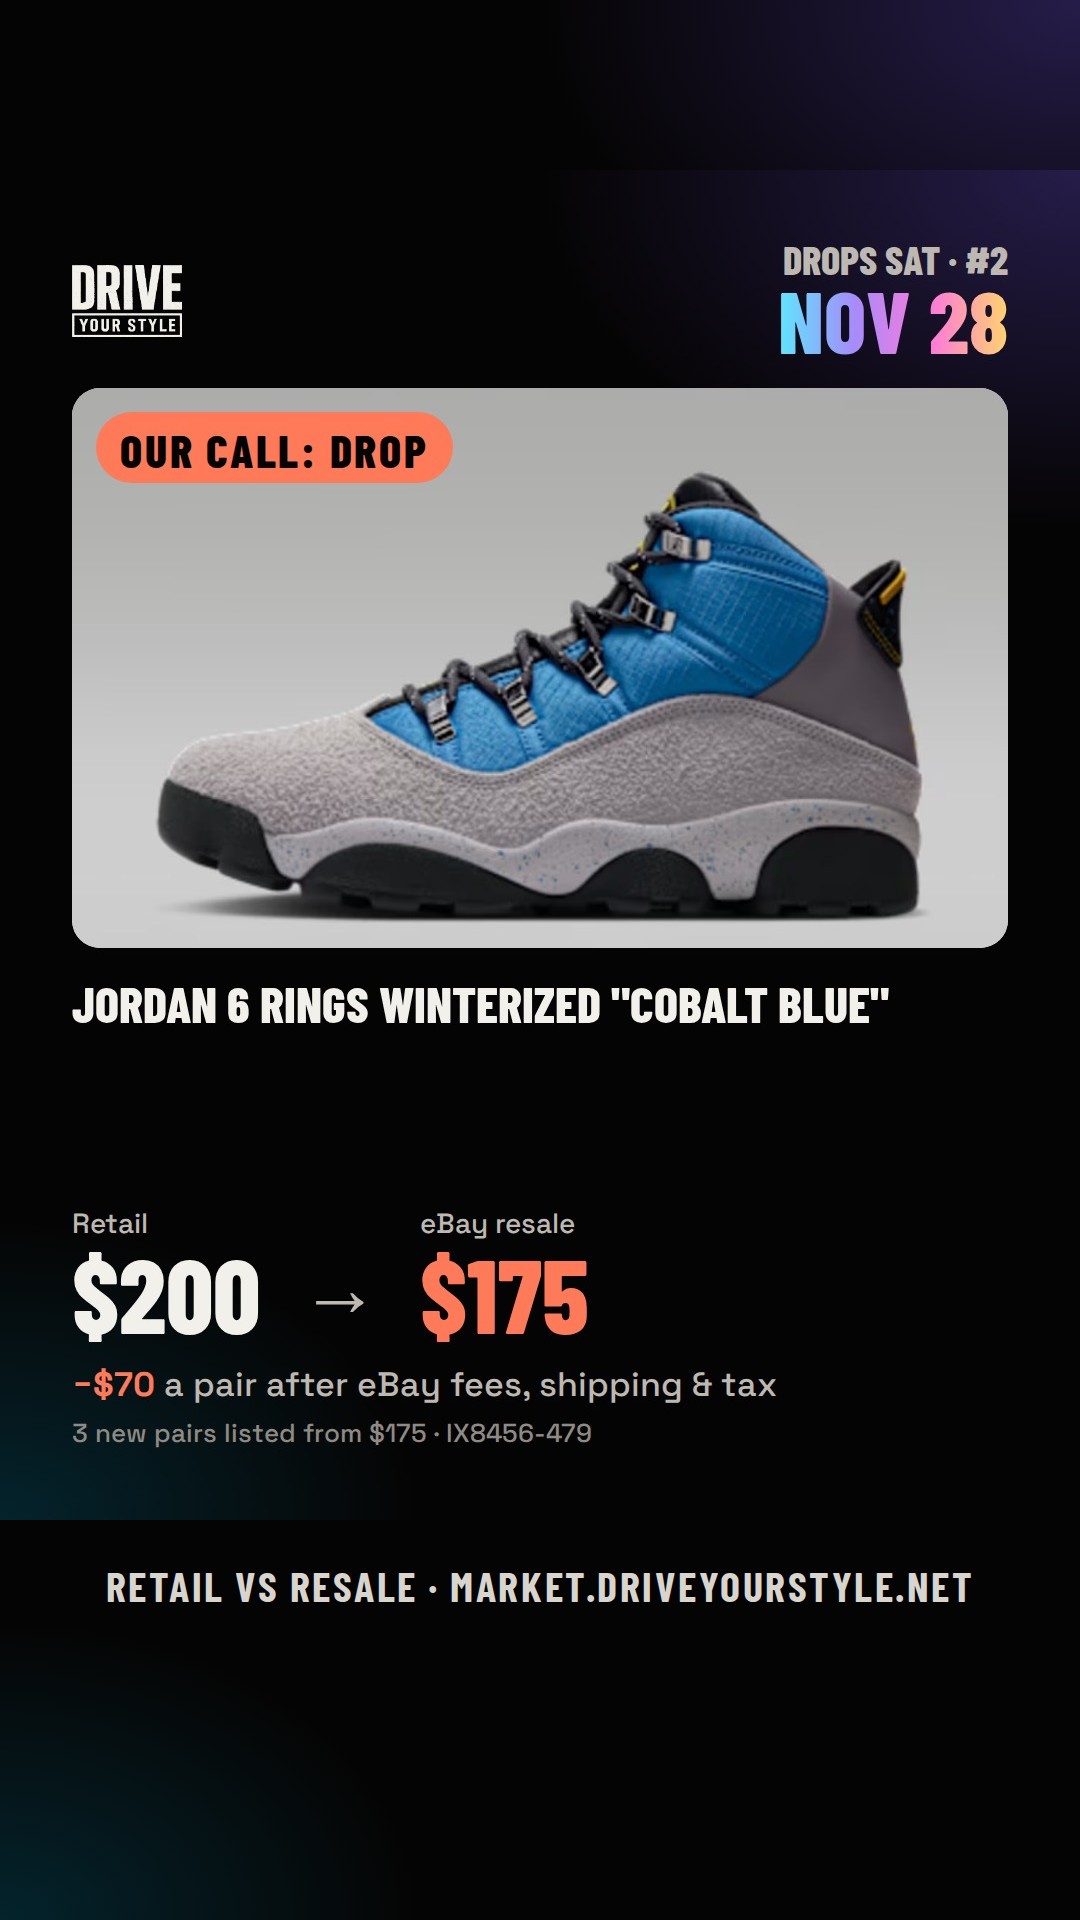 DRIVE
YOUR STYLE
DROPS SAT · #2
NOV 28
OUR CALL: DROP
JORDAN 6 RINGS WINTERIZED "COBALT BLUE"
Retail
eBay resale
$200 → $175
−$70 a pair after eBay fees, shipping & tax
3 new pairs listed from $175 · IX8456-479
RETAIL VS RESALE · MARKET.DRIVEYOURSTYLE.NET